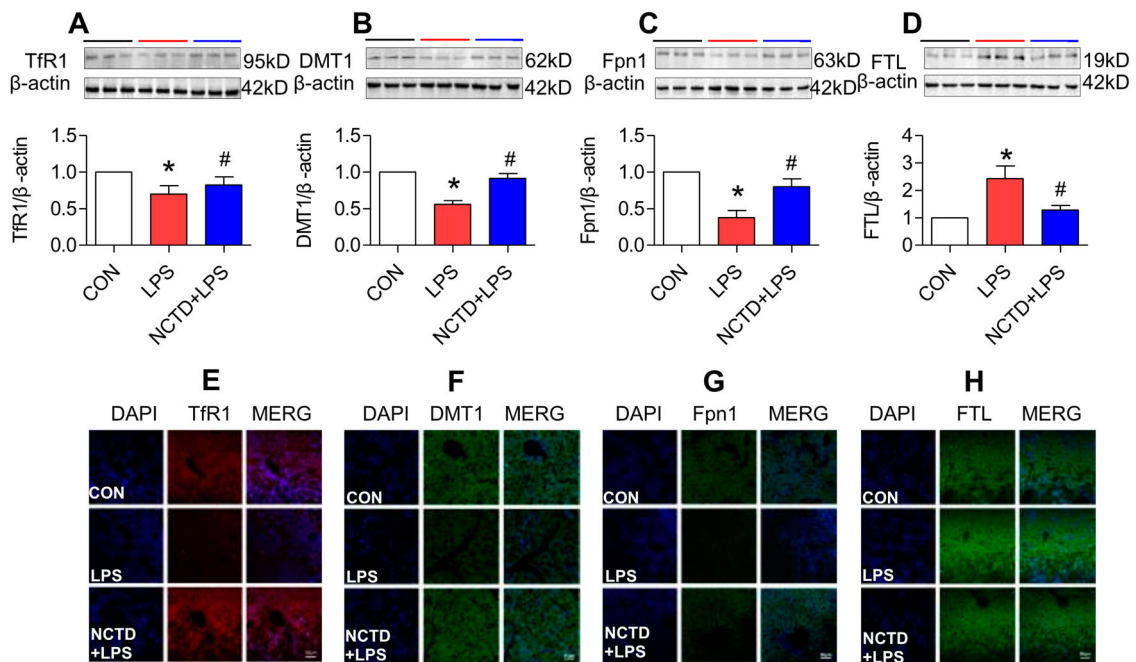 A
TfR1
95kD
β-actin
42kD
TfR1/β -actin
1.5
1.0
0.5
0.0
*
#
CON
LPS
NCTD+LPS
B
DMT1
62kD
β-actin
42kD
DMT1/β -actin
1.5
1.0
0.5
0.0
*
#
CON
LPS
NCTD+LPS
C
Fpn1
63kD
β-actin
42kD
Fpn1/β -actin
1.5
1.0
0.5
0.0
*
#
CON
LPS
NCTD+LPS
D
FTL
19kD
β-actin
42kD
FTL/β -actin
4
3
2
1
0
*
#
CON
LPS
NCTD+LPS
E
DAPI TfR1 MERG
CON
LPS
NCTD
+LPS
F
DAPI DMT1 MERG
CON
LPS
NCTD
+LPS
G
DAPI Fpn1 MERG
CON
LPS
NCTD
+LPS
H
DAPI FTL MERG
CON
LPS
NCTD
+LPS